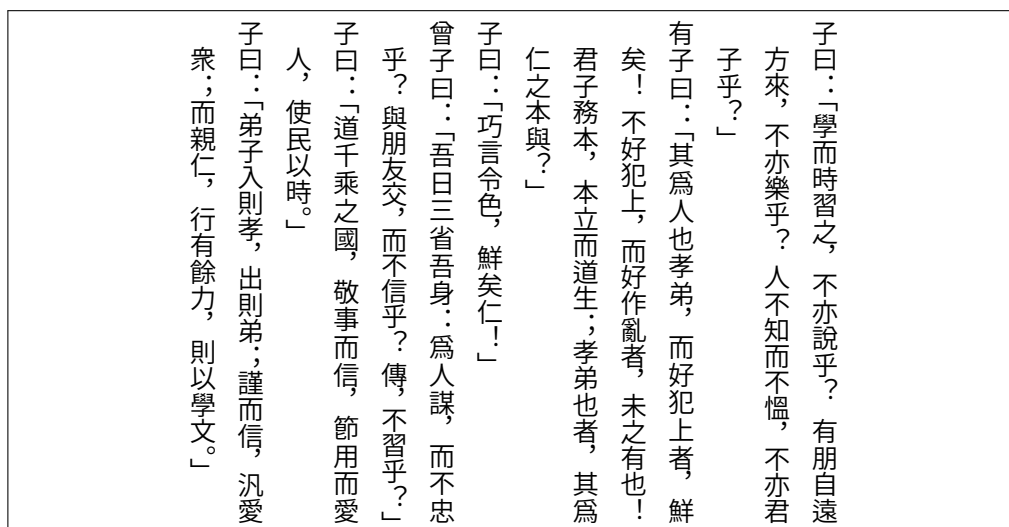 子曰：「學而時習之，不亦說乎？有朋自遠
方來，不亦樂乎？人不知而不慍，不亦君
子乎？」
有子曰：「其爲人也孝弟，而好犯上者，鮮
矣！不好犯上，而好作亂者，未之有也！
君子務本，本立而道生；孝弟也者，其爲
仁之本與？」
子曰：「巧言令色，鮮矣仁！」
曾子曰：「吾日三省吾身：爲人謀，而不忠
乎？與朋友交，而不信乎？傳，不習乎？」
子曰：「道千乘之國，敬事而信，節用而愛
人，使民以時。」
子曰：「弟子入則孝，出則弟；謹而信，汎愛
衆；而親仁，行有餘力，則以學文。」